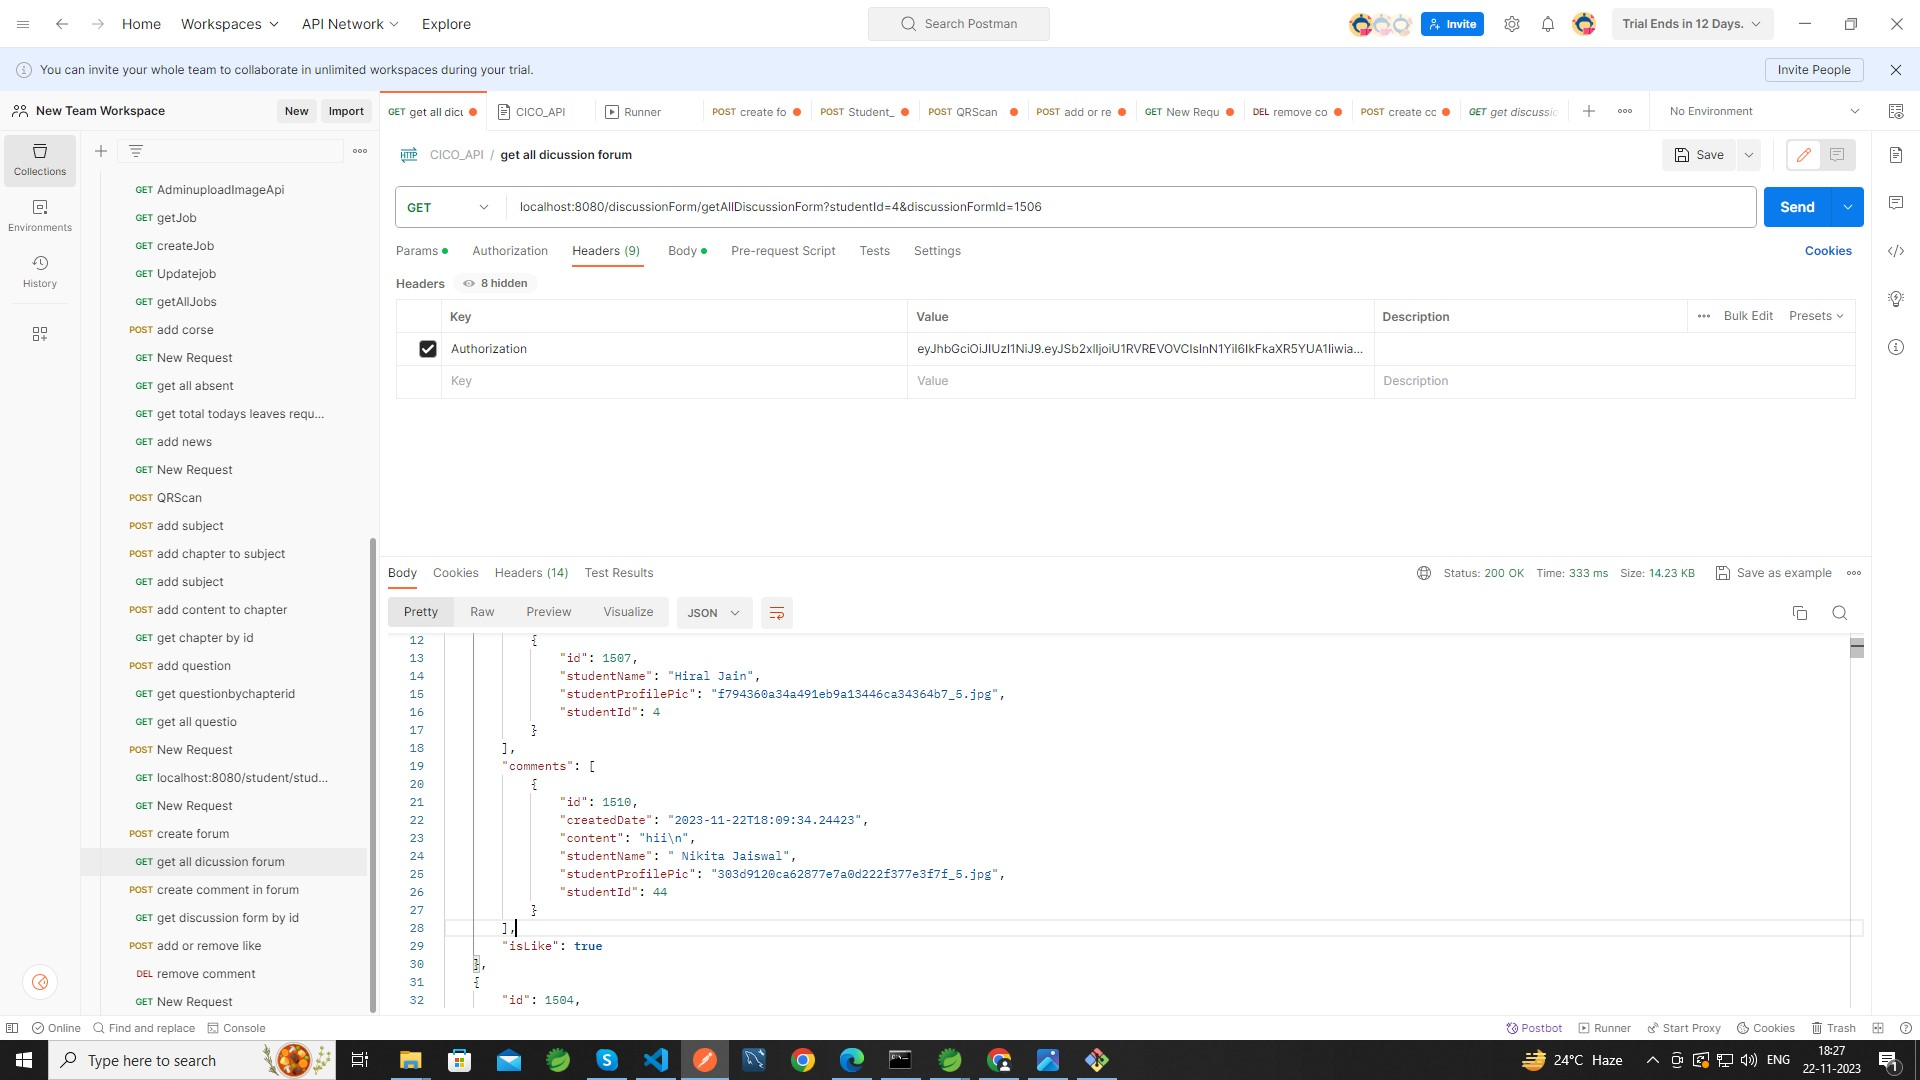 Home
Workspaces
API Network
Explore
Search Postman
Invite
Trial Ends in 12 Days.
You can invite your whole team to collaborate in unlimited workspaces during your trial.
Invite People
New Team Workspace
New
Import
GET get all dicu
CICO_API
Runner
POST create fo
POST Student_
POST QRScan
POST add or re
GET New Requ
DEL remove co
POST create cc
GET get discussio
No Environment
Collections
Environments
History
GET AdminuploadImageApi
GET getJob
GET createJob
GET Updatejob
GET getAllJobs
POST add corse
GET New Request
GET get all absent
GET get total todays leaves requ...
GET add news
GET New Request
POST QRScan
POST add subject
POST add chapter to subject
GET add subject
POST add content to chapter
GET get chapter by id
POST add question
GET get questionbychapterid
GET get all questio
POST New Request
GET localhost:8080/student/stud...
GET New Request
POST create forum
GET get all dicussion forum
POST create comment in forum
GET get discussion form by id
POST add or remove like
DEL remove comment
GET New Request
HTTP CICO_API / get all dicussion forum
Save
GET
localhost:8080/discussionForm/getAllDiscussionForm?studentId=4&discussionFormId=1506
Send
Params
Authorization
Headers (9)
Body
Pre-request Script
Tests
Settings
Cookies
Headers
8 hidden
Key
Value
Description
Bulk Edit
Presets
Authorization
Key
Value
Description
Body
Cookies
Headers (14)
Test Results
Status: 200 OK
Time: 333 ms
Size: 14.23 KB
Save as example
Pretty
Raw
Preview
Visualize
JSON
12 {
13 "id": 1507,
14 "studentName": "Hiral Jain",
15 "studentProfilePic": "f794360a34a491eb9a13446ca34364b7_5.jpg",
16 "studentId": 4
17 }
18 ],
19 "comments": [
20 {
21 "id": 1510,
22 "createdDate": "2023-11-22T18:09:34.24423",
23 "content": "hii\n",
24 "studentName": " Nikita Jaiswal",
25 "studentProfilePic": "303d9120ca62877e7a0d222f377e3f7f_5.jpg",
26 "studentId": 44
27 }
28 ],
29 "isLike": true
30 },
31 {
32 "id": 1504,
Online
Find and replace
Console
Postbot
Runner
Start Proxy
Cookies
Trash
Type here to search
24°C Haze
ENG
18:27
22-11-2023
1